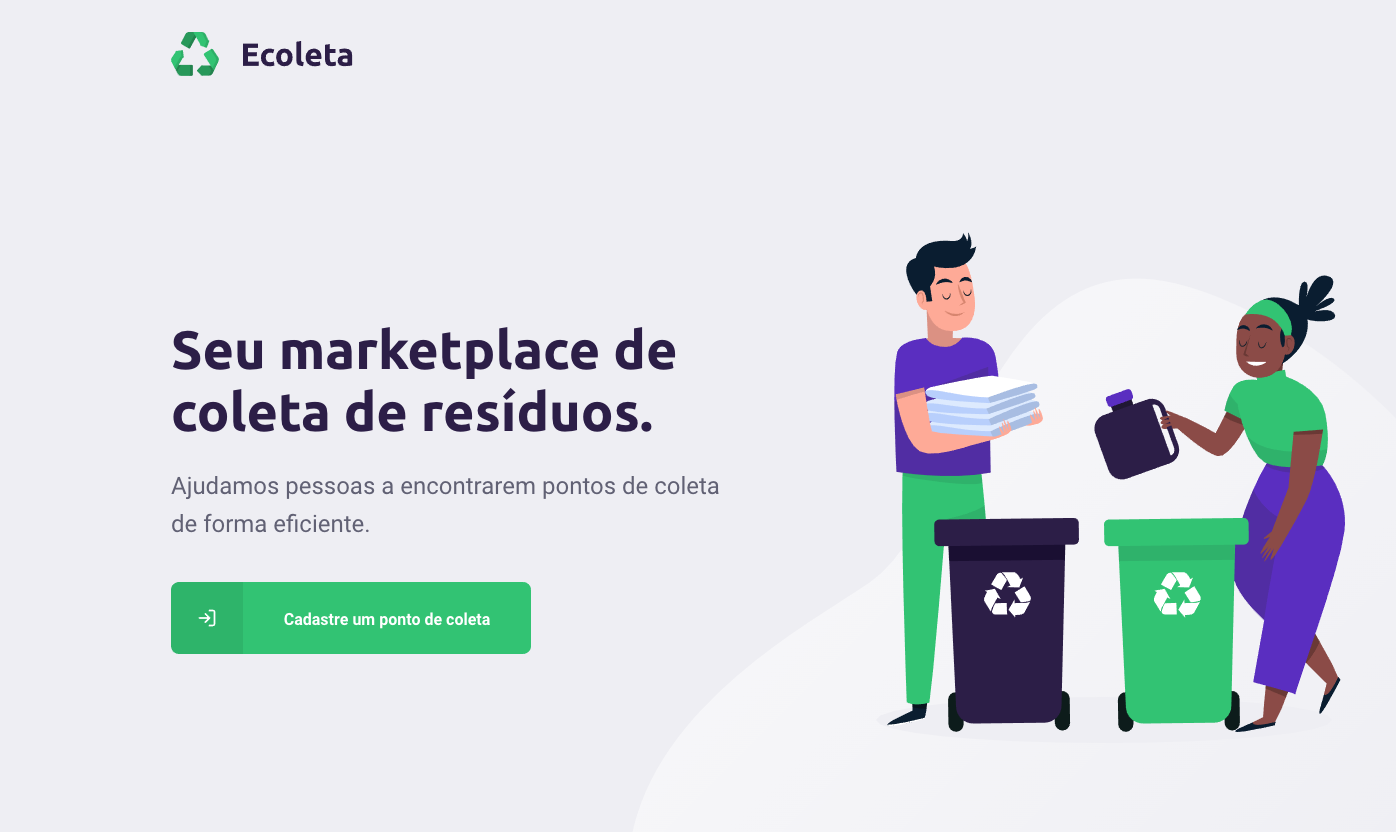 Ecoleta
Seu marketplace de
coleta de resíduos.
Ajudamos pessoas a encontrarem pontos de coleta
de forma eficiente.
Cadastre um ponto de coleta